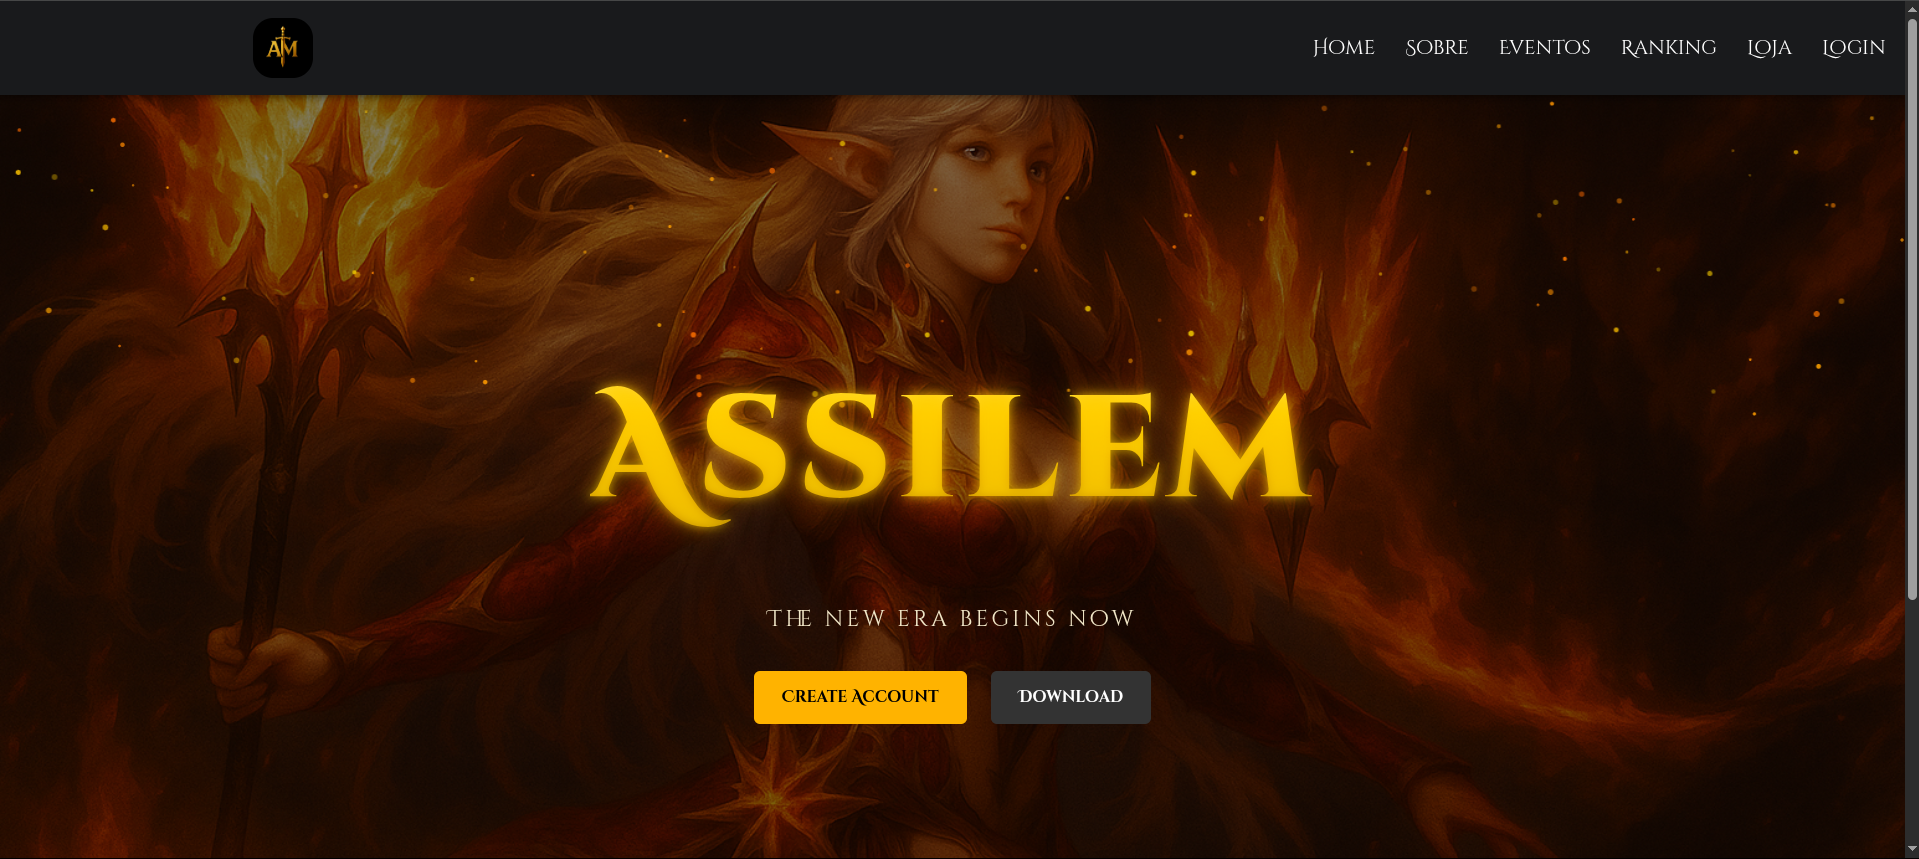 AM
Home Sobre Eventos Ranking Loja Login
Assilem
The new era begins now
Create Account Download